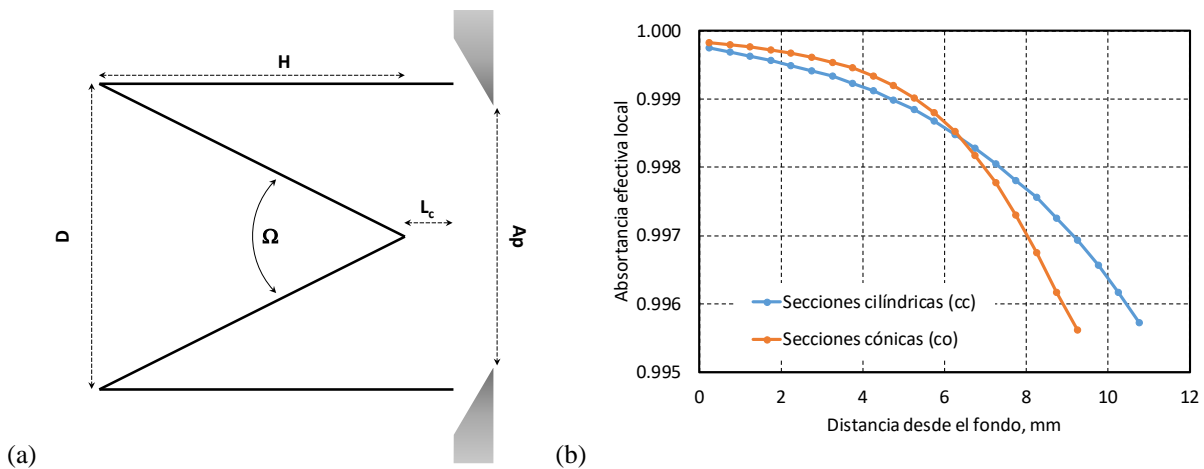 H
D
Ω
Lc
Ap
(a)
1.000
0.999
0.998
0.997
0.996
0.995
Absortancia efectiva local
Secciones cilíndricas (cc)
Secciones cónicas (co)
0 2 4 6 8 10 12
Distancia desde el fondo, mm
(b)